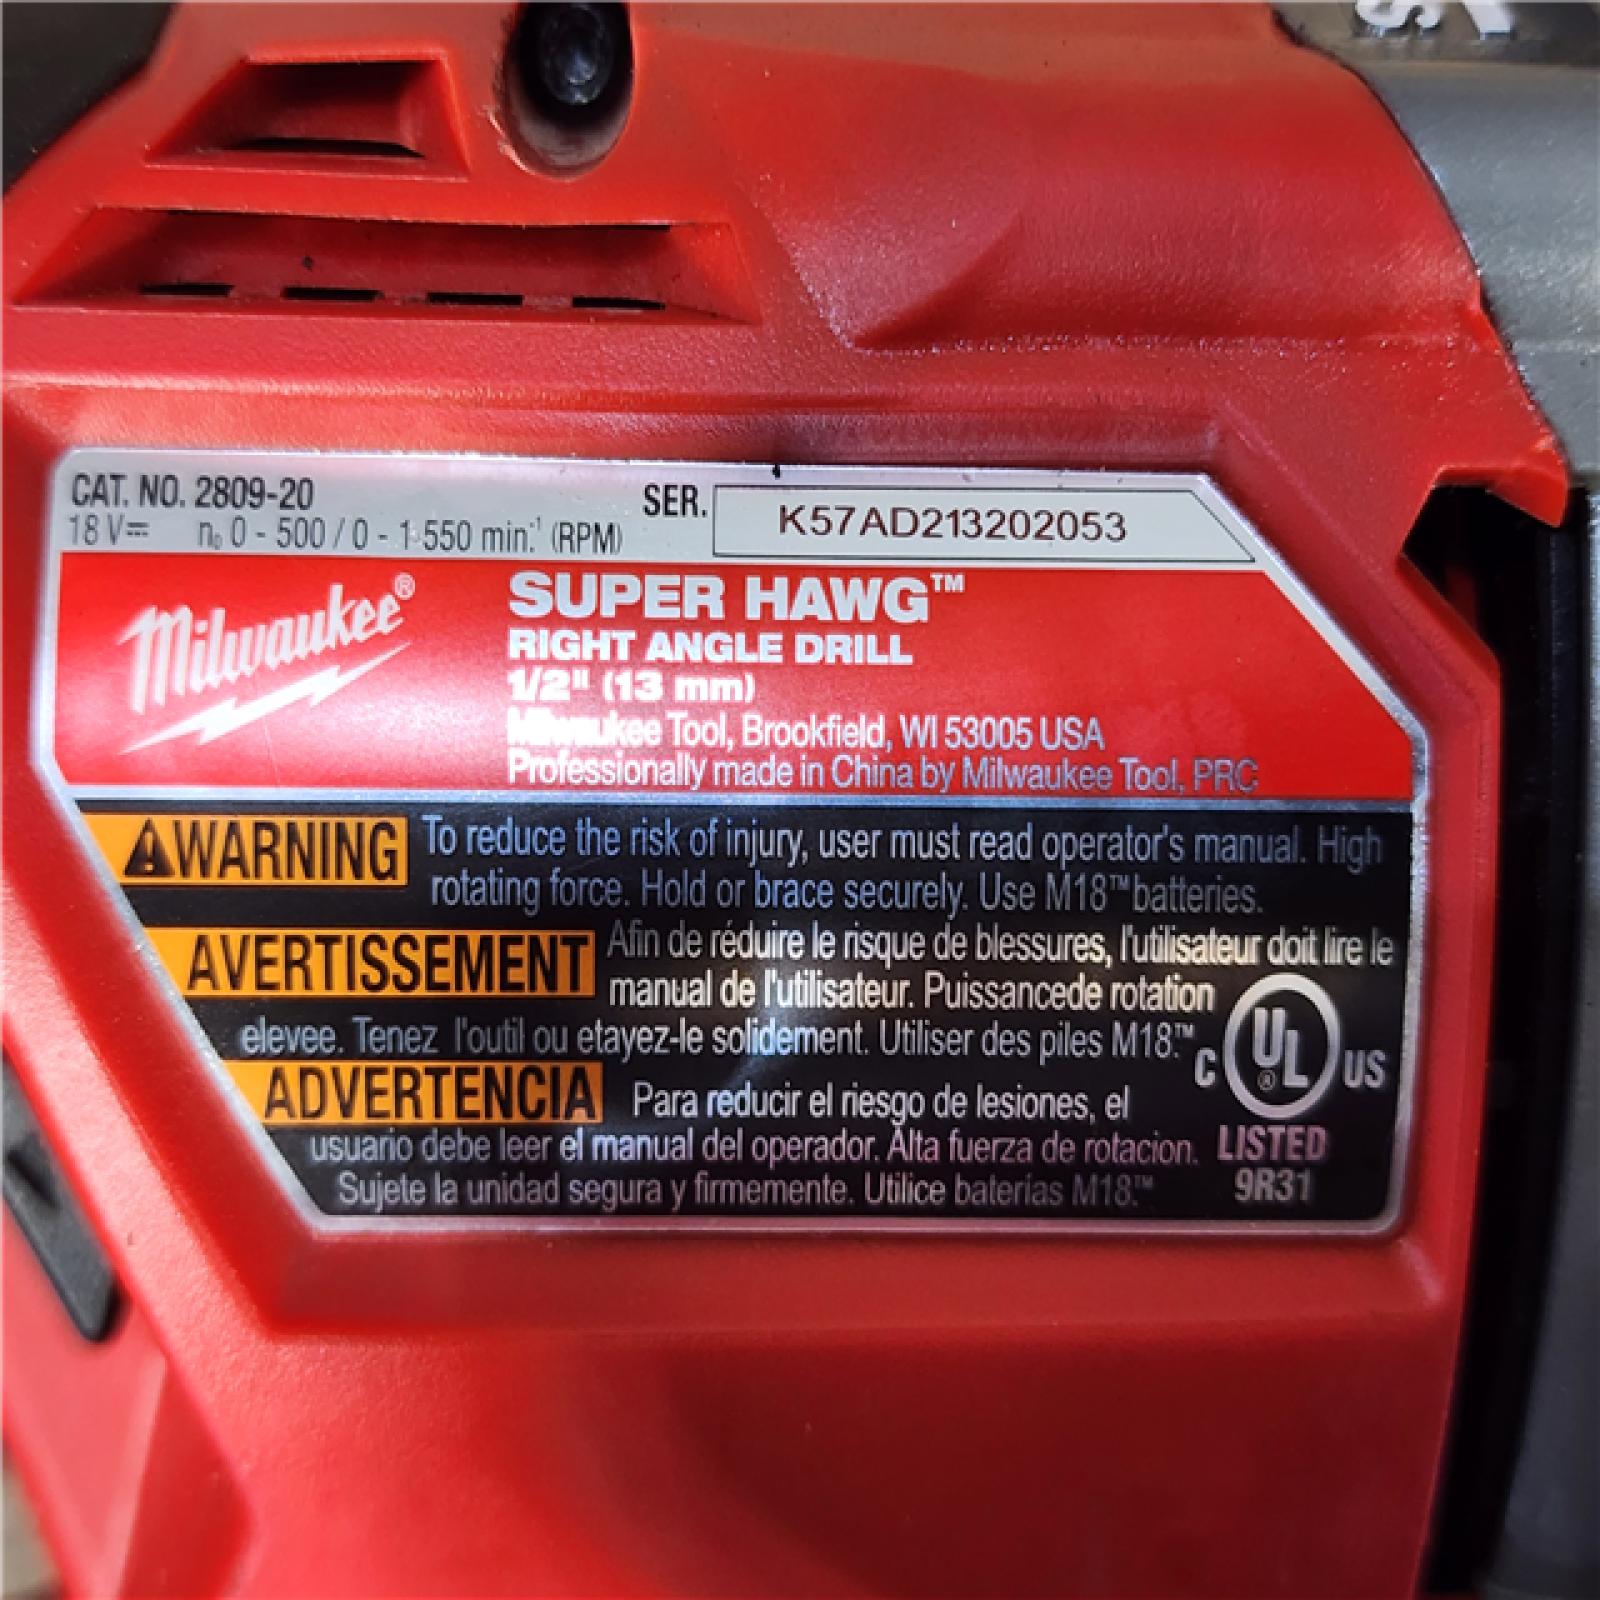 CAT. NO. 2809-20
18 V⎓ n₀ 0 - 500 / 0 - 1 550 min.⁻¹ (RPM)
SER. K57AD213202053
Milwaukee®
SUPER HAWG™
RIGHT ANGLE DRILL
1/2" (13 mm)
Milwaukee Tool, Brookfield, WI 53005 USA
Professionally made in China by Milwaukee Tool, PRC
⚠WARNING To reduce the risk of injury, user must read operator's manual. High
rotating force. Hold or brace securely. Use M18™ batteries.
AVERTISSEMENT Afin de réduire le risque de blessures, l'utilisateur doit lire le
manual de l'utilisateur. Puissancede rotation
elevee. Tenez l'outil ou etayez-le solidement. Utiliser des piles M18.™
ADVERTENCIA Para reducir el riesgo de lesiones, el
usuario debe leer el manual del operador. Alta fuerza de rotacion.
Sujete la unidad segura y firmemente. Utilice baterías M18.™
C UL® US
LISTED
9R31